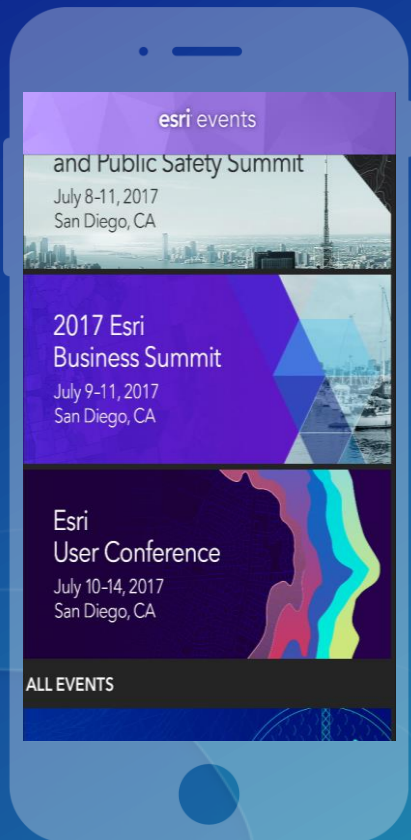 esri events
and Public Safety Summit
July 8-11, 2017
San Diego, CA
2017 Esri
Business Summit
July 9-11, 2017
San Diego, CA
Esri
User Conference
July 10-14, 2017
San Diego, CA
ALL EVENTS